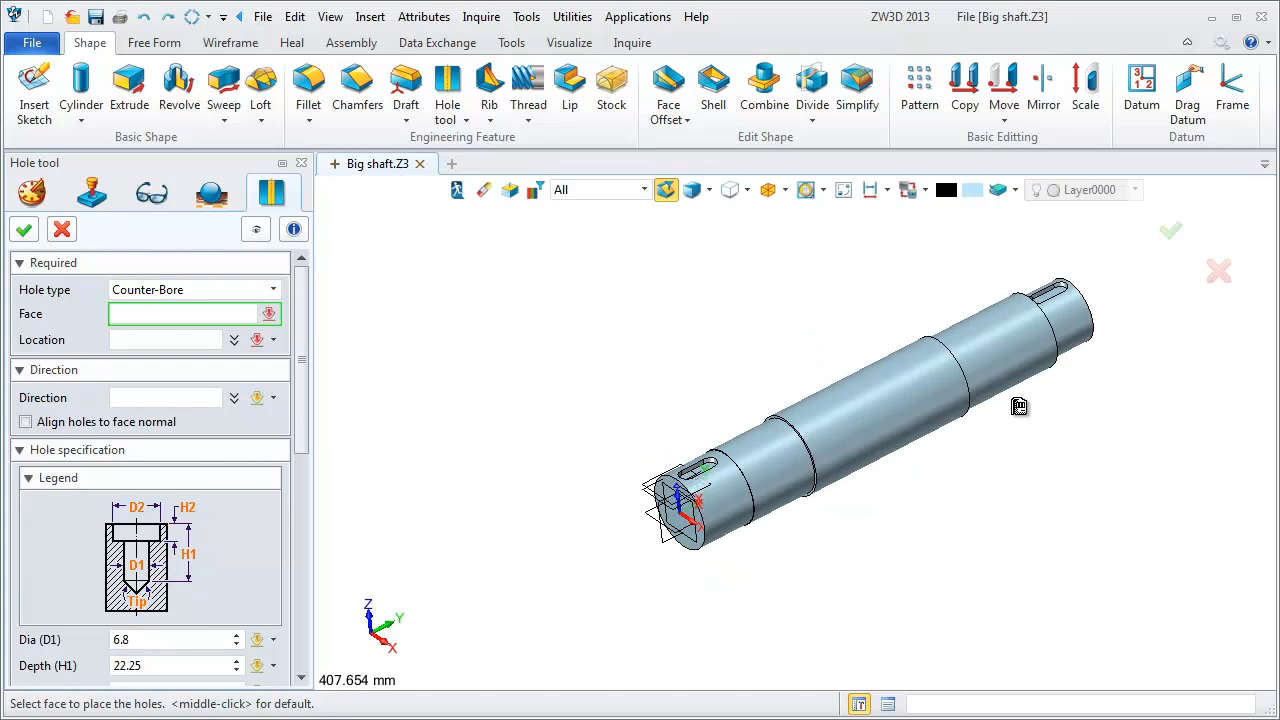 File Edit View Insert Attributes Inquire Tools Utilities Applications Help ZW3D 2013 File [Big shaft.Z3]
File Shape Free Form Wireframe Heal Assembly Data Exchange Tools Visualize Inquire
Insert Sketch Cylinder Extrude Revolve Sweep Loft Fillet Chamfers Draft Hole tool Rib Thread Lip Stock Face Offset Shell Combine Divide Simplify Pattern Copy Move Mirror Scale Datum Drag Datum Frame
Basic Shape Engineering Feature Edit Shape Basic Editting Datum
Hole tool Big shaft.Z3
All Layer0000
Required
Hole type Counter-Bore
Face
Location
Direction
Direction
Align holes to face normal
Hole specification
Legend
D2 H2
H1
D1
Tip
Dia (D1) 6.8
Depth (H1) 22.25
Z
Y
X
407.654 mm
Select face to place the hole. <middle-click> for default.